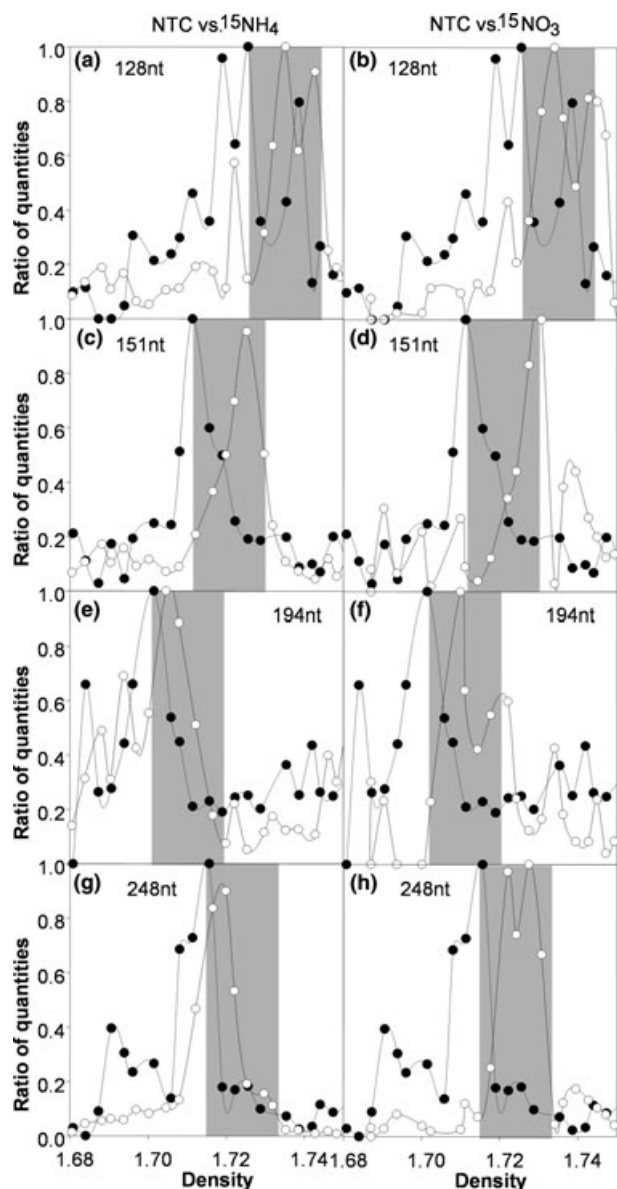 NTC vs.15NH4 NTC vs.15NO3
1.0 (a) 128nt (b) 128nt
0.8
0.6
0.4
0.2
Ratio of quantities
1.0 (c) 151nt (d) 151nt
0.8
0.6
0.4
0.2
Ratio of quantities
1.0 (e) 194nt (f) 194nt
0.8
0.6
0.4
0.2
Ratio of quantities
1.0 (g) 248nt (h) 248nt
0.8
0.6
0.4
0.2
0.0
Ratio of quantities
1.68 1.70 1.72 1.741.68 1.70 1.72 1.74
Density Density